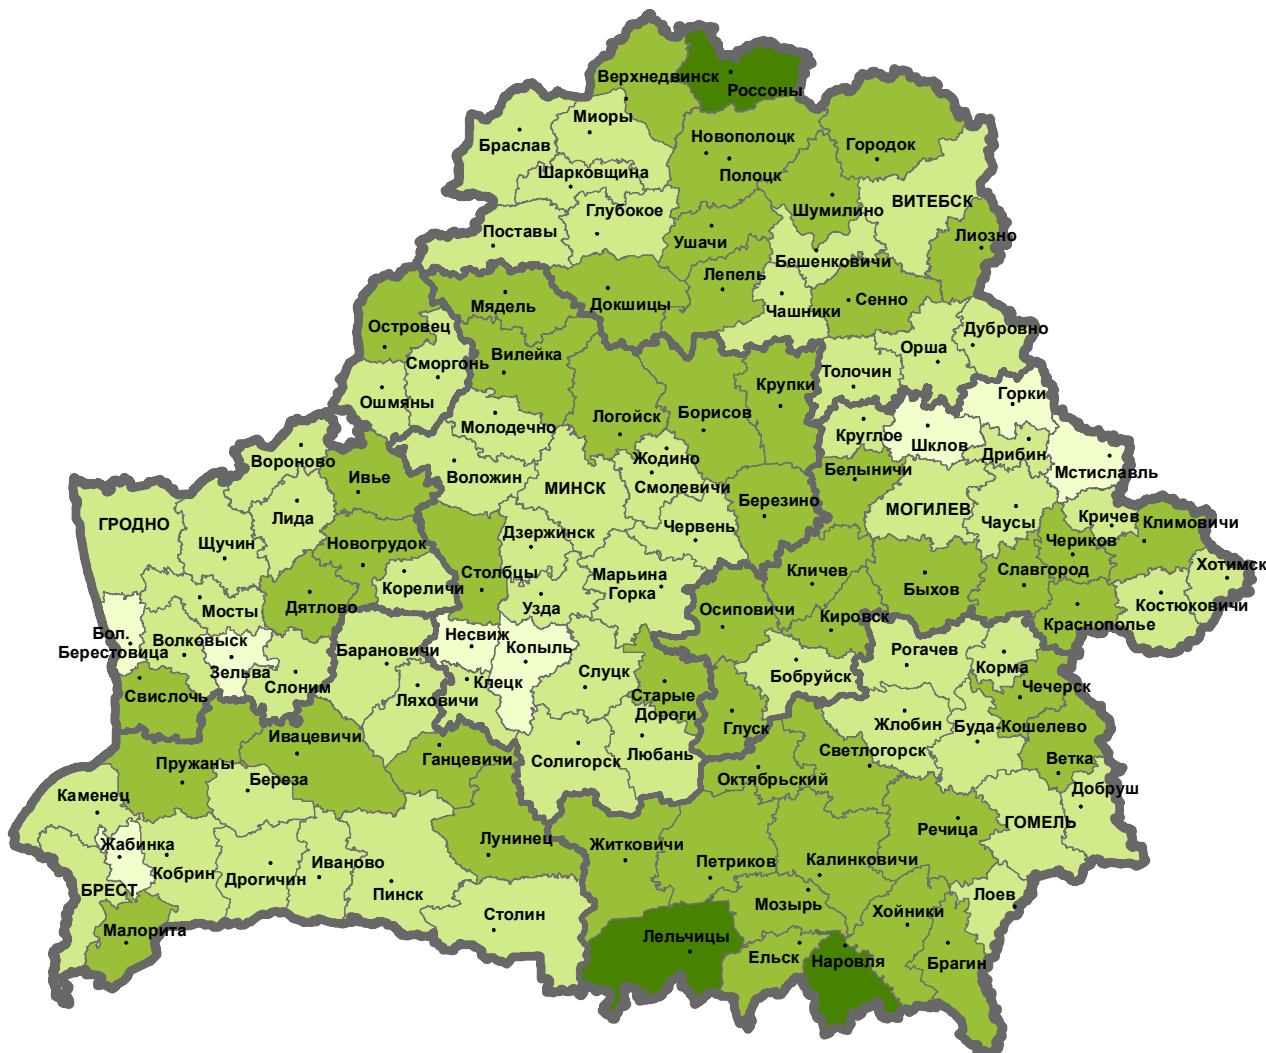 Верхнедвинск
Россоны
Миоры
Браслав
Новополоцк
Городок
Шарковщина
Полоцк
ВИТЕБСК
Глубокое
Шумилино
Поставы
Ушачи
Лиозно
Бешенковичи
Лепель
Мядель
Докшицы
Чашники
Сенно
Островец
Дубровно
Орша
Сморгонь
Вилейка
Толочин
Крупки
Горки
Ошмяны
Логойск
Борисов
Молодечно
Круглое
Шклов
Дрибин
Вороново
Жодино
Белыничи
Мстиславль
Ивье
Воложин
МИНСК
Смолевичи
Березино
МОГИЛЕВ
ГРОДНО
Лида
Дзержинск
Червень
Чаусы
Кричев
Климовичи
Щучин
Новогрудок
Чериков
Столбцы
Марьина
Горка
Кличев
Славгород
Хотимск
Кореличи
Быхов
Мосты
Дятлово
Узда
Осиповичи
Кировск
Костюковичи
Краснополье
Бол.
Берестовица
Волковыск
Барановичи
Несвиж
Копыль
Рогачев
Зельва
Слоним
Слуцк
Бобруйск
Корма
Свислочь
Ляховичи
Клецк
Старые
Дороги
Чечерск
Глуск
Жлобин
Буда-Кошелево
Ивацевичи
Ганцевичи
Солигорск
Любань
Светлогорск
Ветка
Пружаны
Береза
Октябрьский
Добруш
Каменец
Речица
ГОМЕЛЬ
Жабинка
Кобрин
Дрогичин
Иваново
Лунинец
Житковичи
Петриков
Калинковичи
БРЕСТ
Пинск
Столин
Мозырь
Хойники
Лоев
Малорита
Лельчицы
Ельск
Наровля
Брагин